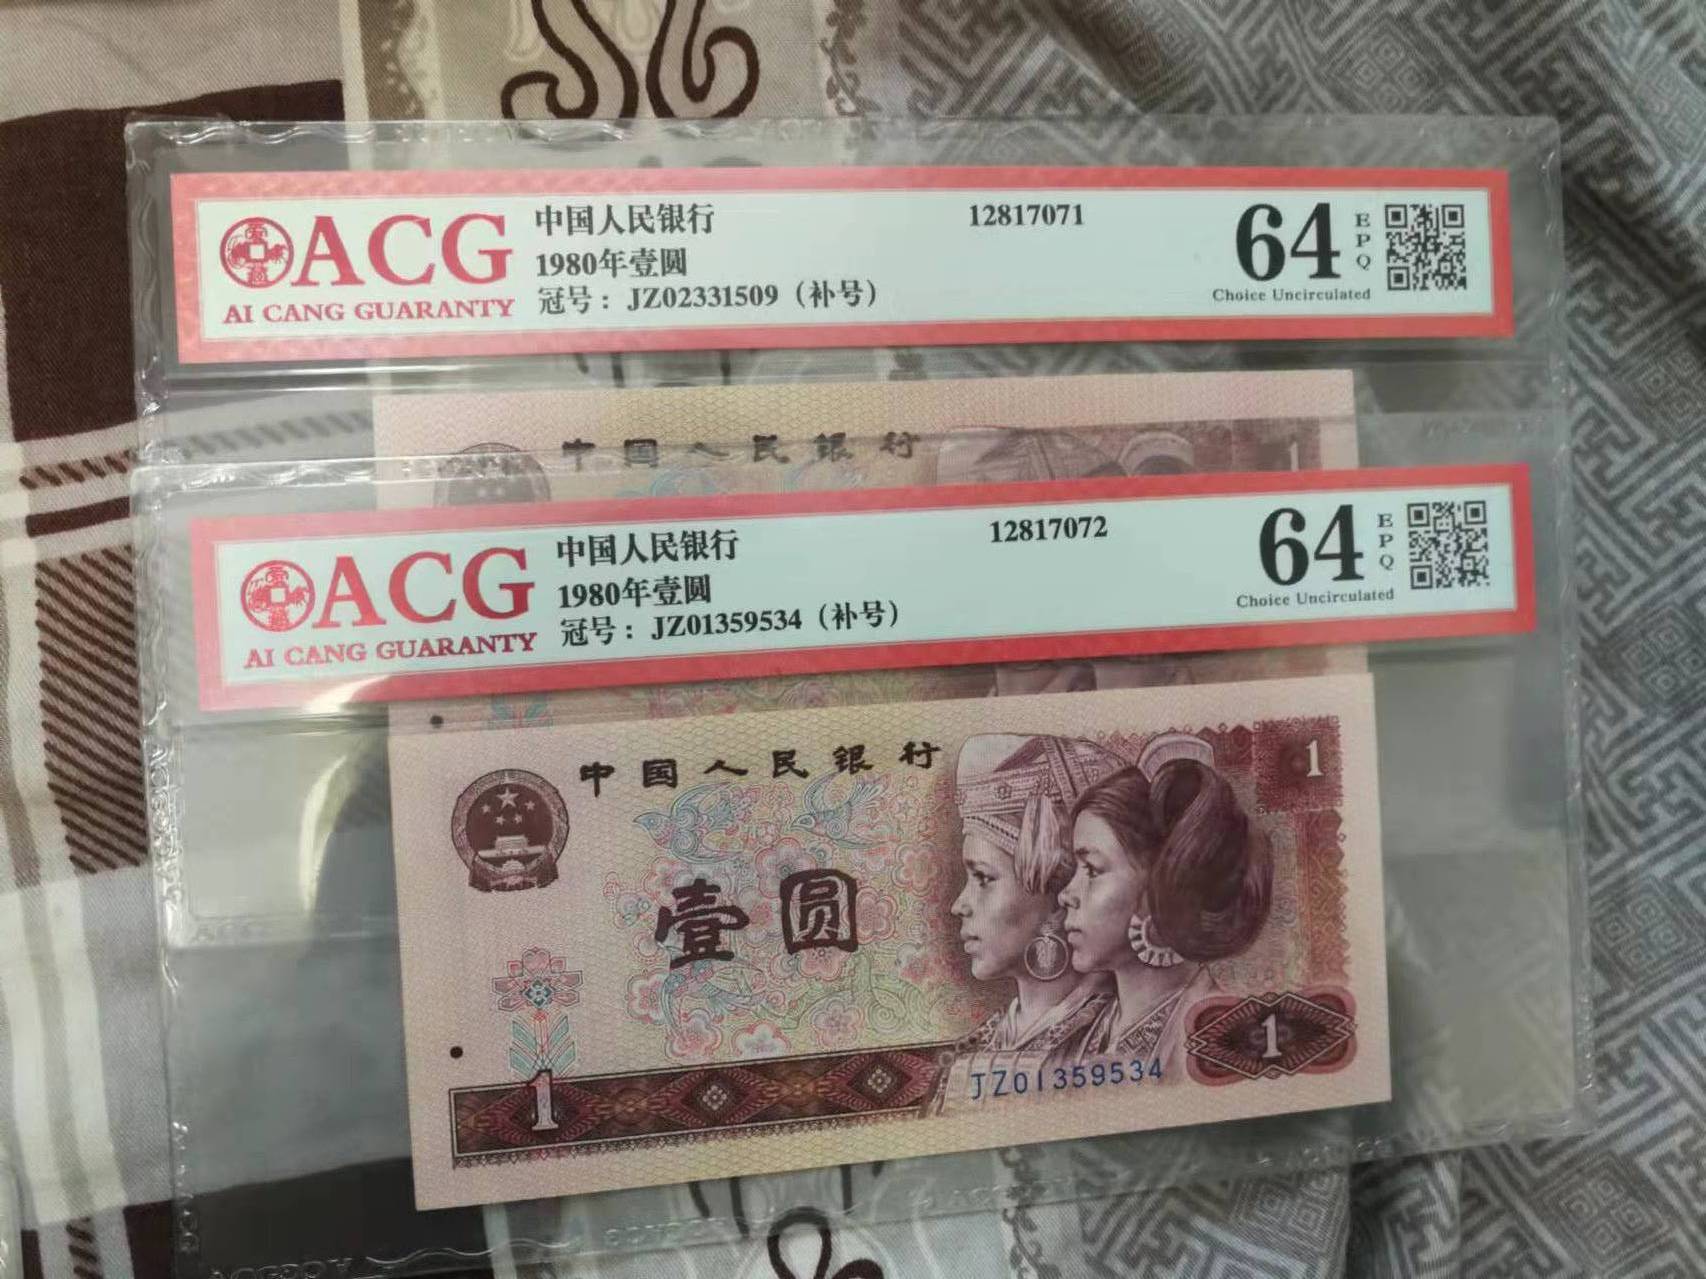 ACG
AI CANG GUARANTY
中国人民银行
1980年壹圆
冠号：JZ02331509（补号）
12817071
64
EPQ
Choice Uncirculated
中国人民银行
1
ACG
AI CANG GUARANTY
中国人民银行
1980年壹圆
冠号：JZ01359534（补号）
12817072
64
EPQ
Choice Uncirculated
中国人民银行
1
壹圆
1
JZ01359534
1